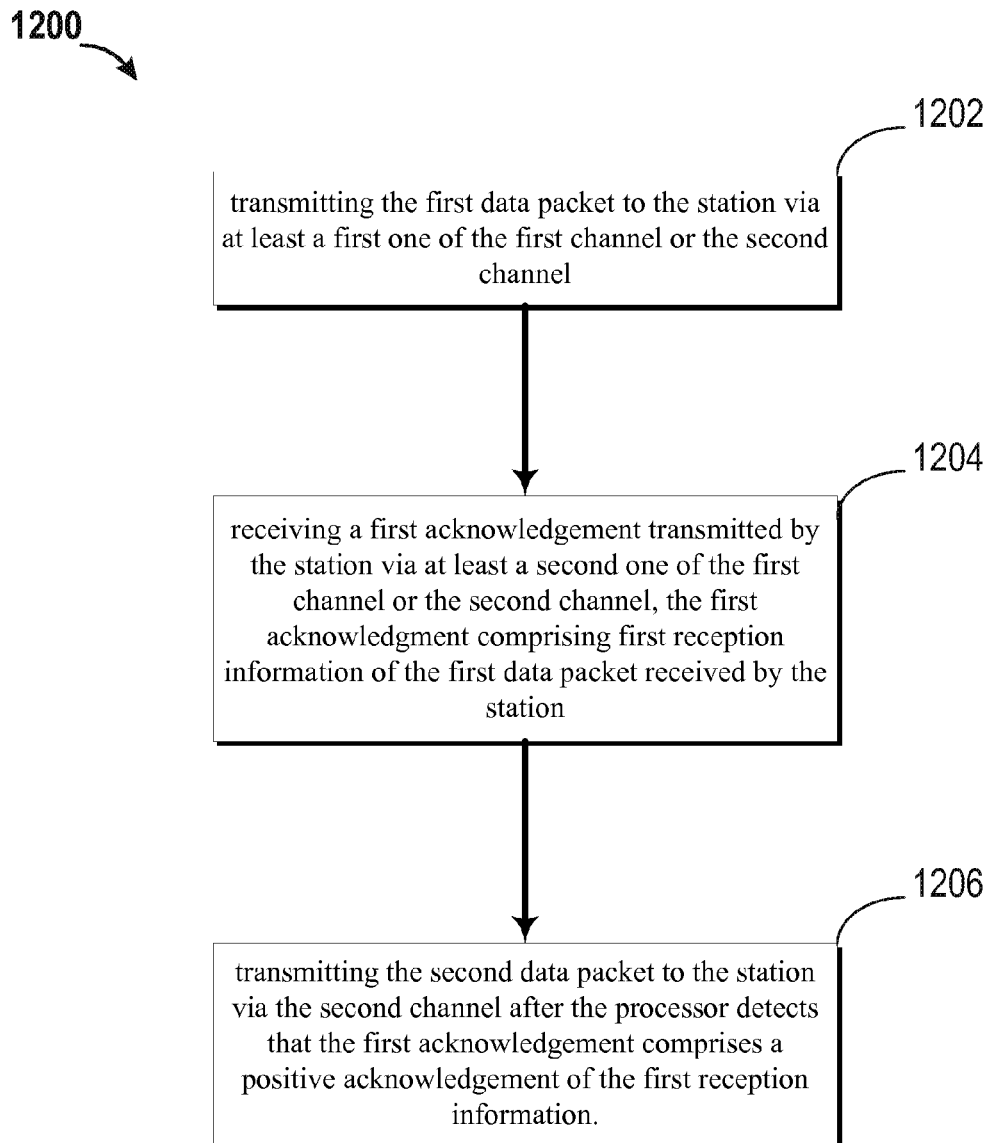 1200
1202
transmitting the first data packet to the station via
at least a first one of the first channel or the second
channel
1204
receiving a first acknowledgement transmitted by
the station via at least a second one of the first
channel or the second channel, the first
acknowledgment comprising first reception
information of the first data packet received by the
station
1206
transmitting the second data packet to the station
via the second channel after the processor detects
that the first acknowledgement comprises a
positive acknowledgement of the first reception
information.